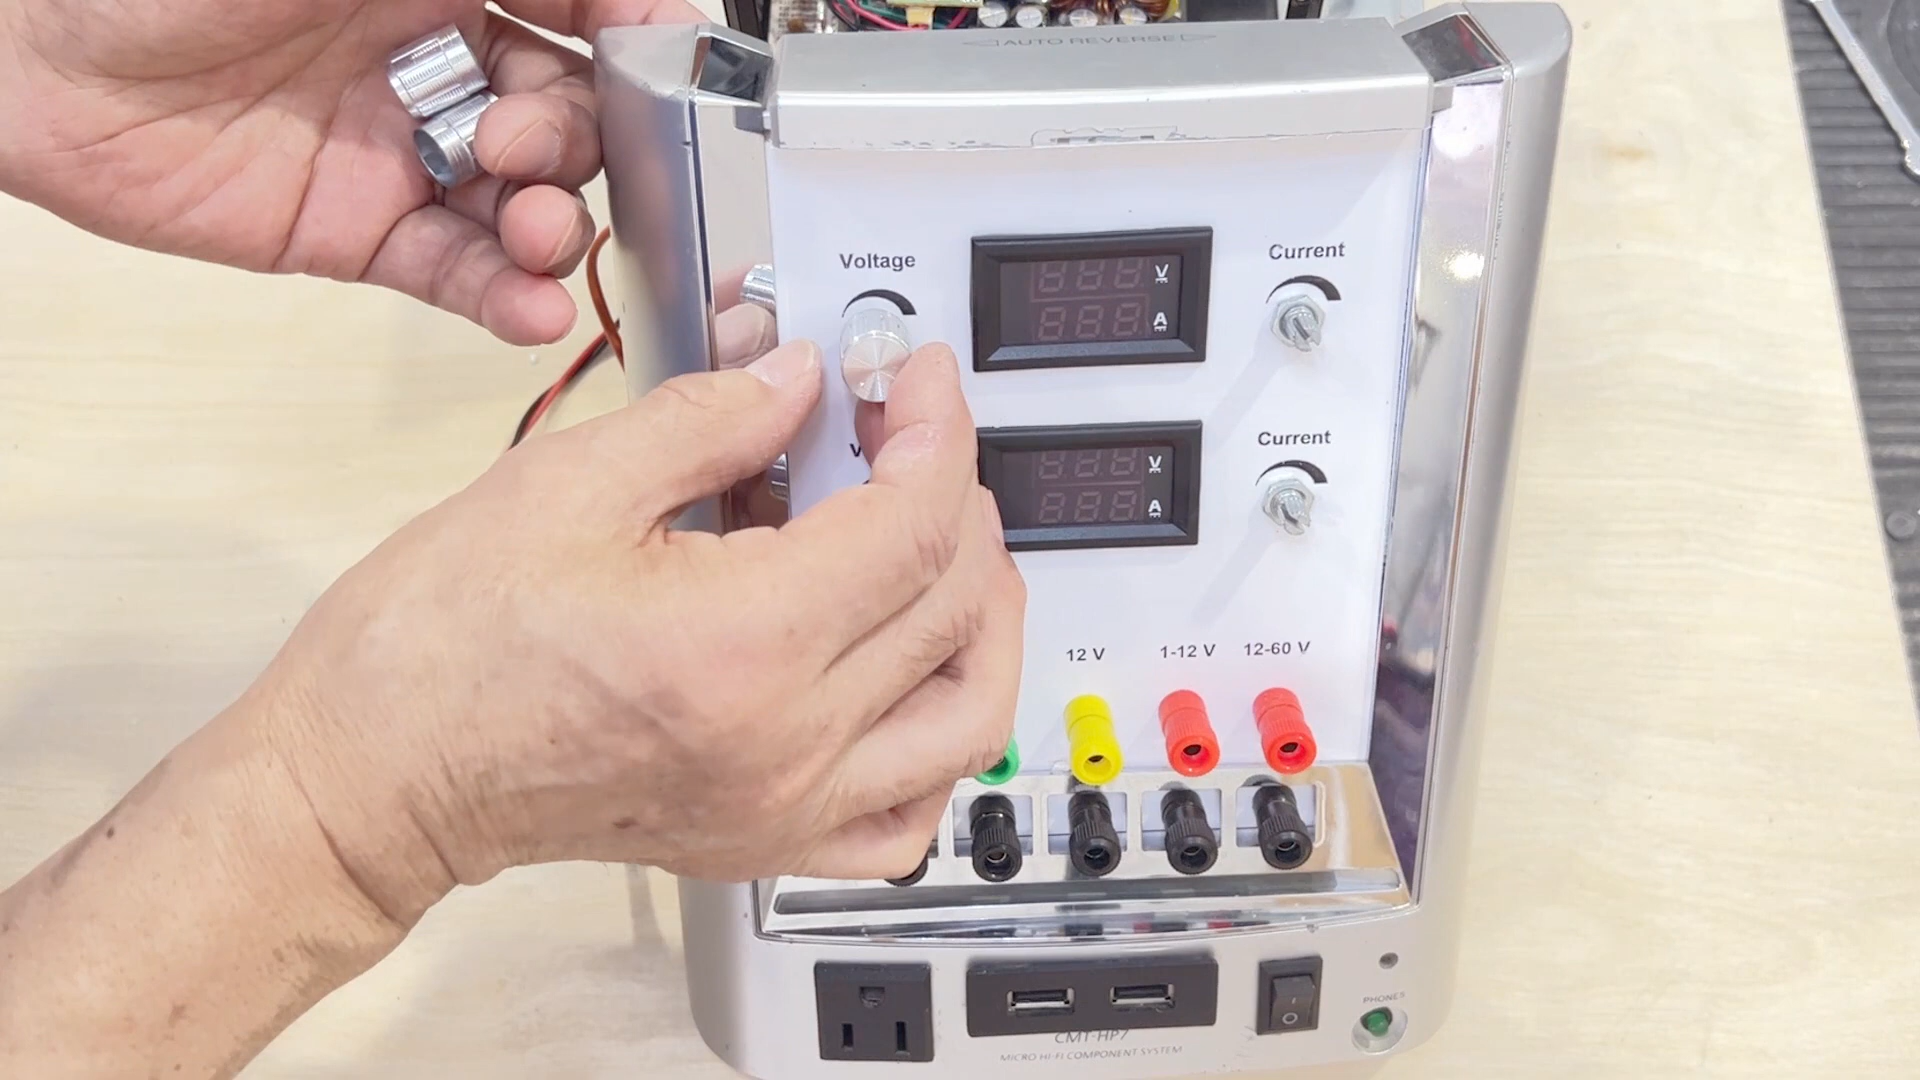 AUTO REVERSE
Voltage
Current
V
A
V
Current
V
A
12 V
1-12 V
12-60 V
PHONES
CMT-HP7
MICRO HI-FI COMPONENT SYSTEM